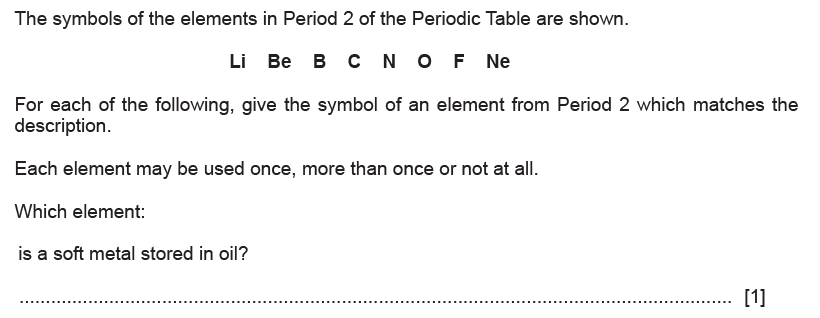 The symbols of the elements in Period 2 of the Periodic Table are shown.
Li Be B C N O F Ne
For each of the following, give the symbol of an element from Period 2 which matches the
description.
Each element may be used once, more than once or not at all.
Which element:
is a soft metal stored in oil?
.......................................................................................................................................... [1]